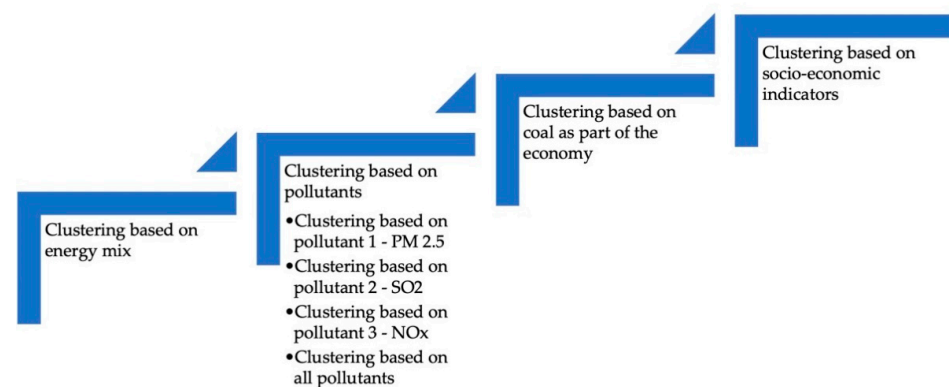 Clustering based on
energy mix
Clustering based on
pollutants
•Clustering based on
pollutant 1 - PM 2.5
•Clustering based on
pollutant 2 - SO2
•Clustering based on
pollutant 3 - NOx
•Clustering based on
all pollutants
Clustering based on
coal as part of the
economy
Clustering based on
socio-economic
indicators